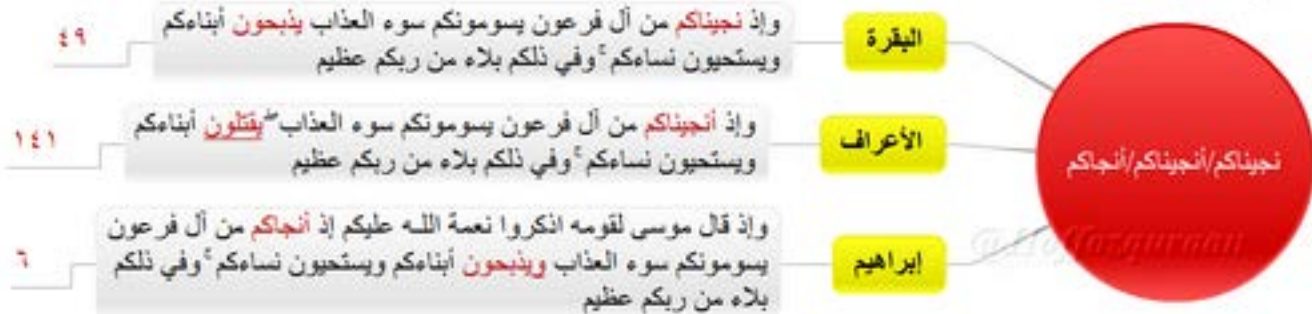 نجيناكم/أنجيناكم/أنجاكم
البقرة
وإذ نجيناكم من آل فرعون يسومونكم سوء العذاب يذبحون أبناءكم
ويستحيون نساءكم ۚ وفي ذلكم بلاء من ربكم عظيم
٤٩
الأعراف
وإذ أنجيناكم من آل فرعون يسومونكم سوء العذاب ۖ يقتلون أبناءكم
ويستحيون نساءكم ۚ وفي ذلكم بلاء من ربكم عظيم
١٤١
إبراهيم
وإذ قال موسى لقومه اذكروا نعمة اللـه عليكم إذ أنجاكم من آل فرعون
يسومونكم سوء العذاب ويذبحون أبناءكم ويستحيون نساءكم ۚ وفي ذلكم
بلاء من ربكم عظيم
٦